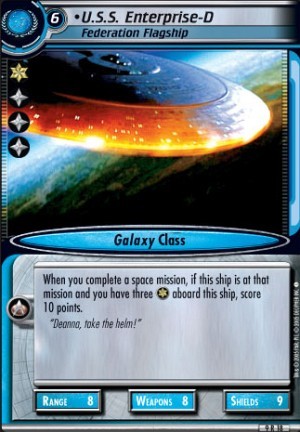 6
•U.S.S. Enterprise-D
Federation Flagship
Galaxy Class
When you complete a space mission, if this ship is at that
mission and you have three aboard this ship, score
10 points.
"Deanna, take the helm!"
RANGE 8 WEAPONS 8 SHIELDS 9